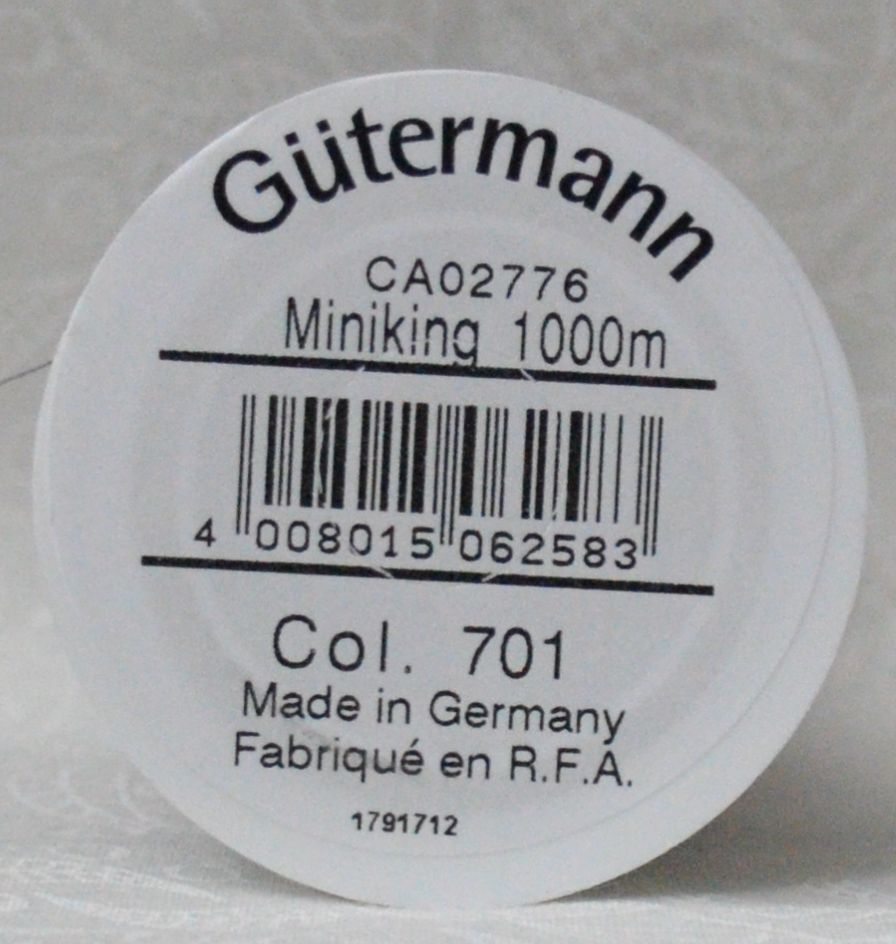 Gütermann
CA02776
Miniking 1000m
4 008015 062583
Col. 701
Made in Germany
Fabriqué en R.F.A.
1791712